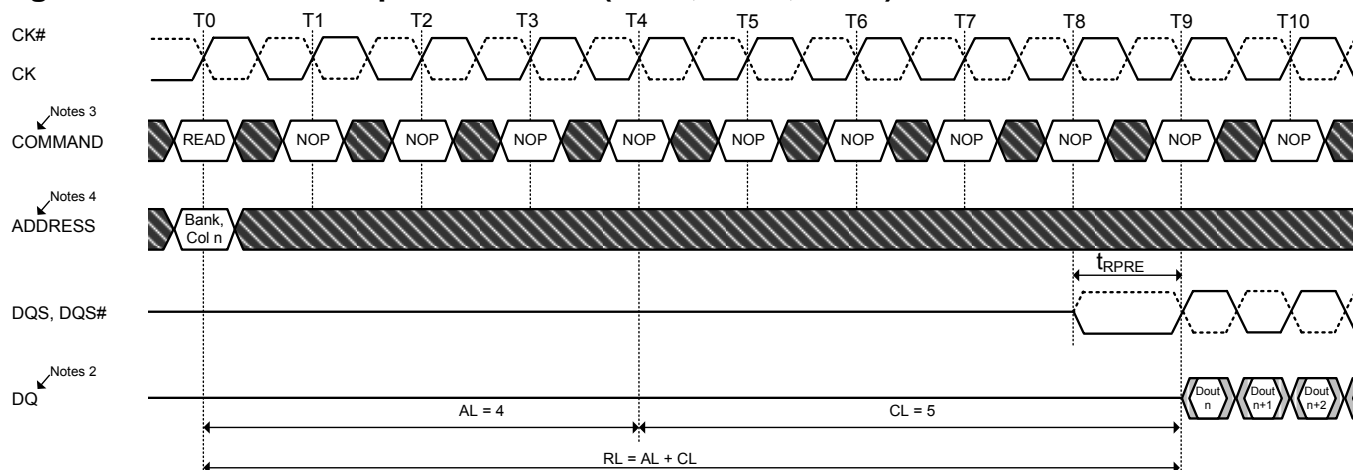 T0 T1 T2 T3 T4 T5 T6 T7 T8 T9 T10
CK#
CK
Notes 3
COMMAND
READ NOP NOP NOP NOP NOP NOP NOP NOP NOP NOP
Notes 4
ADDRESS
Bank,
Col n
tRPRE
DQS, DQS#
Notes 2
DQ
Dout
n
Dout
n+1
Dout
n+2
AL = 4
CL = 5
RL = AL + CL